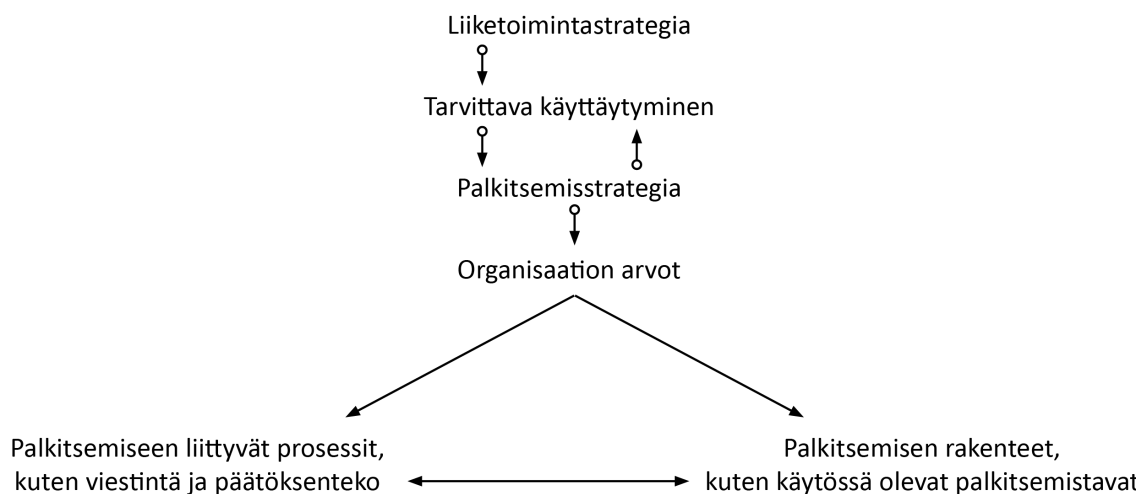 Liiketoimintastrategia
Tarvittava käyttäytyminen
Palkitsemisstrategia
Organisaation arvot
Palkitsemiseen liittyvät prosessit,
kuten viestintä ja päätöksenteko
Palkitsemisen rakenteet,
kuten käytössä olevat palkitsemistavat